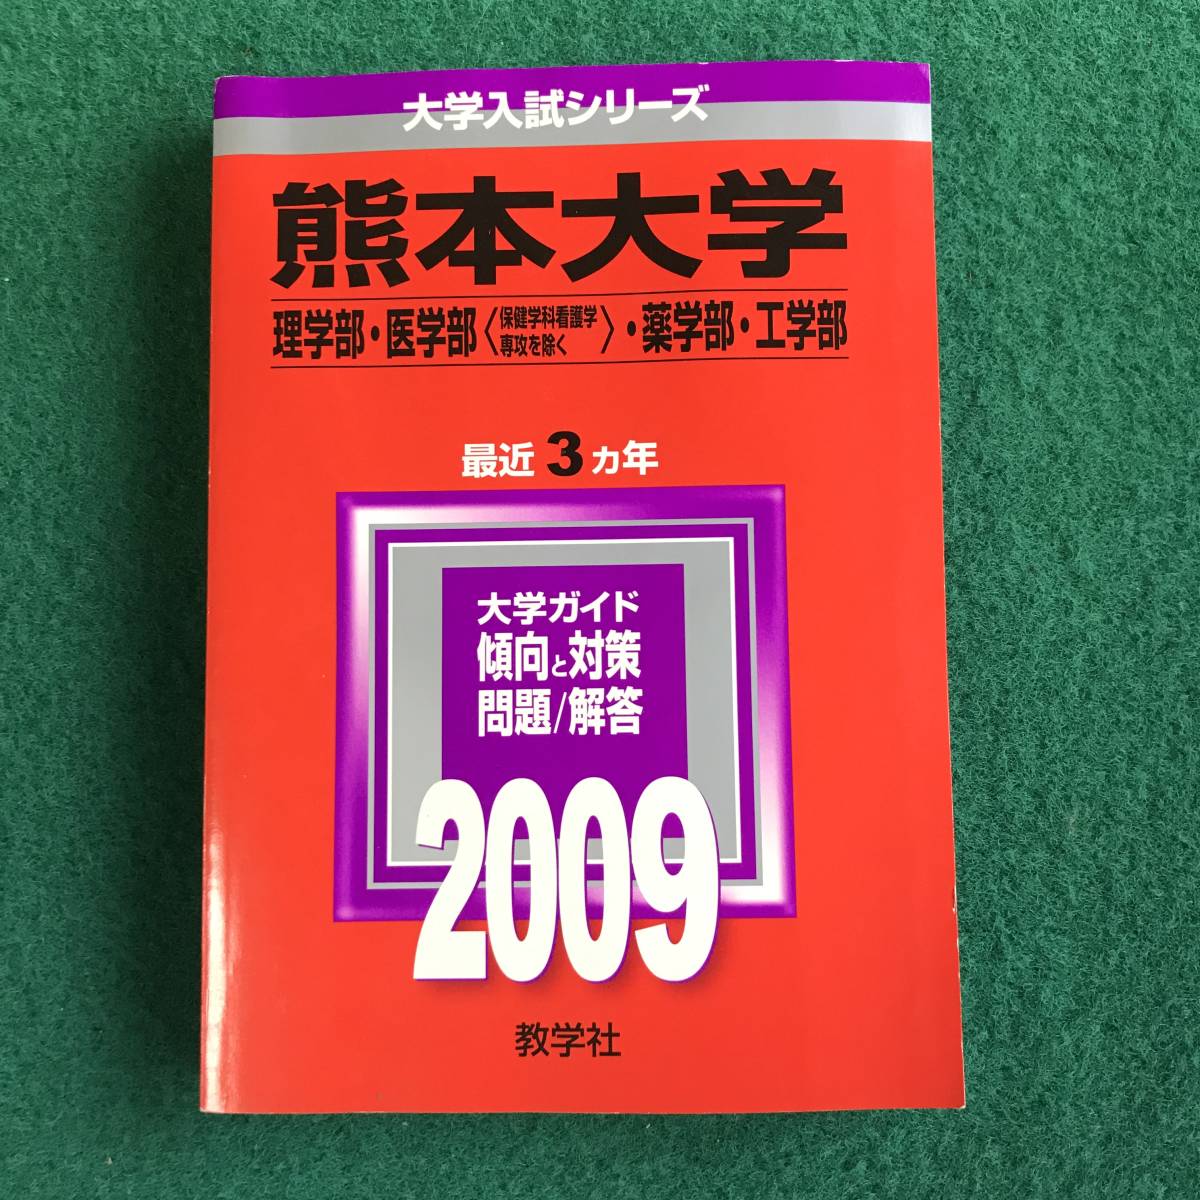 大学入試シリーズ
熊本大学
理学部・医学部〈保健学科看護学専攻を除く〉・薬学部・工学部
最近3ヵ年
大学ガイド
傾向と対策
問題/解答
2009
教学社